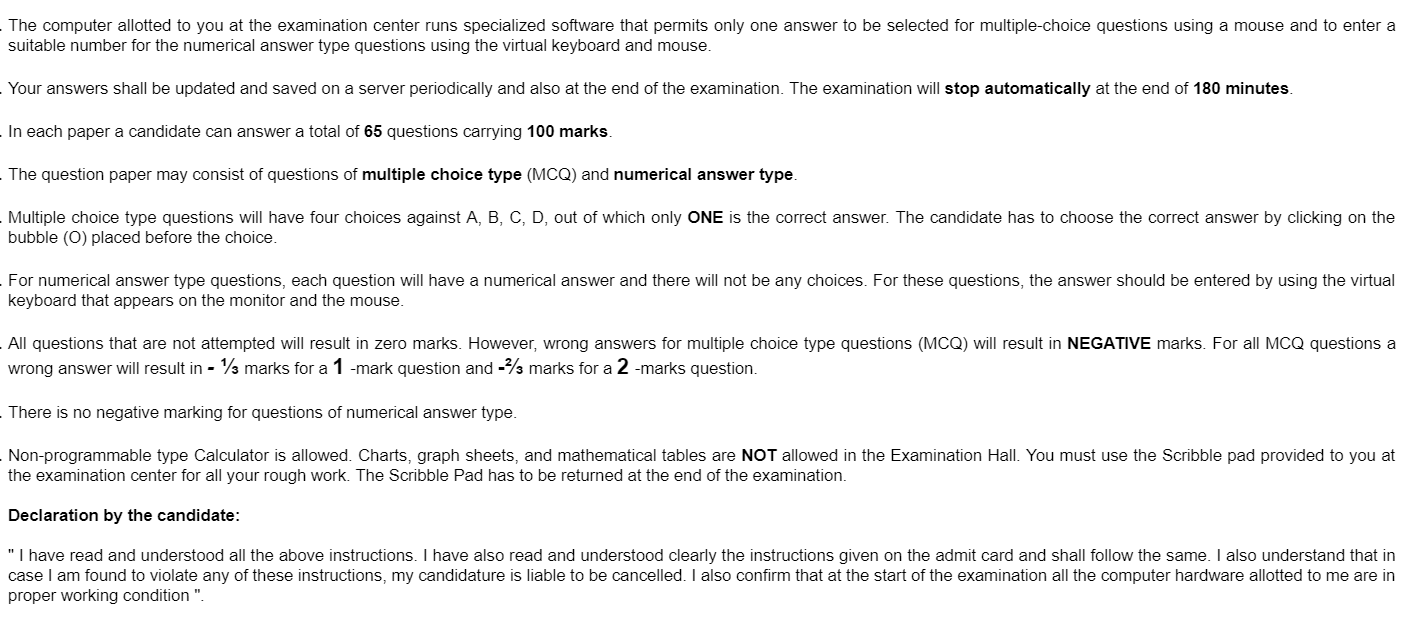 . The computer allotted to you at the examination center runs specialized software that permits only one answer to be selected for multiple-choice questions using a mouse and to enter a
suitable number for the numerical answer type questions using the virtual keyboard and mouse.
. Your answers shall be updated and saved on a server periodically and also at the end of the examination. The examination will stop automatically at the end of 180 minutes.
. In each paper a candidate can answer a total of 65 questions carrying 100 marks.
. The question paper may consist of questions of multiple choice type (MCQ) and numerical answer type.
. Multiple choice type questions will have four choices against A, B, C, D, out of which only ONE is the correct answer. The candidate has to choose the correct answer by clicking on the
bubble (O) placed before the choice.
. For numerical answer type questions, each question will have a numerical answer and there will not be any choices. For these questions, the answer should be entered by using the virtual
keyboard that appears on the monitor and the mouse.
. All questions that are not attempted will result in zero marks. However, wrong answers for multiple choice type questions (MCQ) will result in NEGATIVE marks. For all MCQ questions a
wrong answer will result in - ⅓ marks for a 1 -mark question and -⅔ marks for a 2 -marks question.
. There is no negative marking for questions of numerical answer type.
. Non-programmable type Calculator is allowed. Charts, graph sheets, and mathematical tables are NOT allowed in the Examination Hall. You must use the Scribble pad provided to you at
the examination center for all your rough work. The Scribble Pad has to be returned at the end of the examination.
Declaration by the candidate:
" I have read and understood all the above instructions. I have also read and understood clearly the instructions given on the admit card and shall follow the same. I also understand that in
case I am found to violate any of these instructions, my candidature is liable to be cancelled. I also confirm that at the start of the examination all the computer hardware allotted to me are in
proper working condition ".